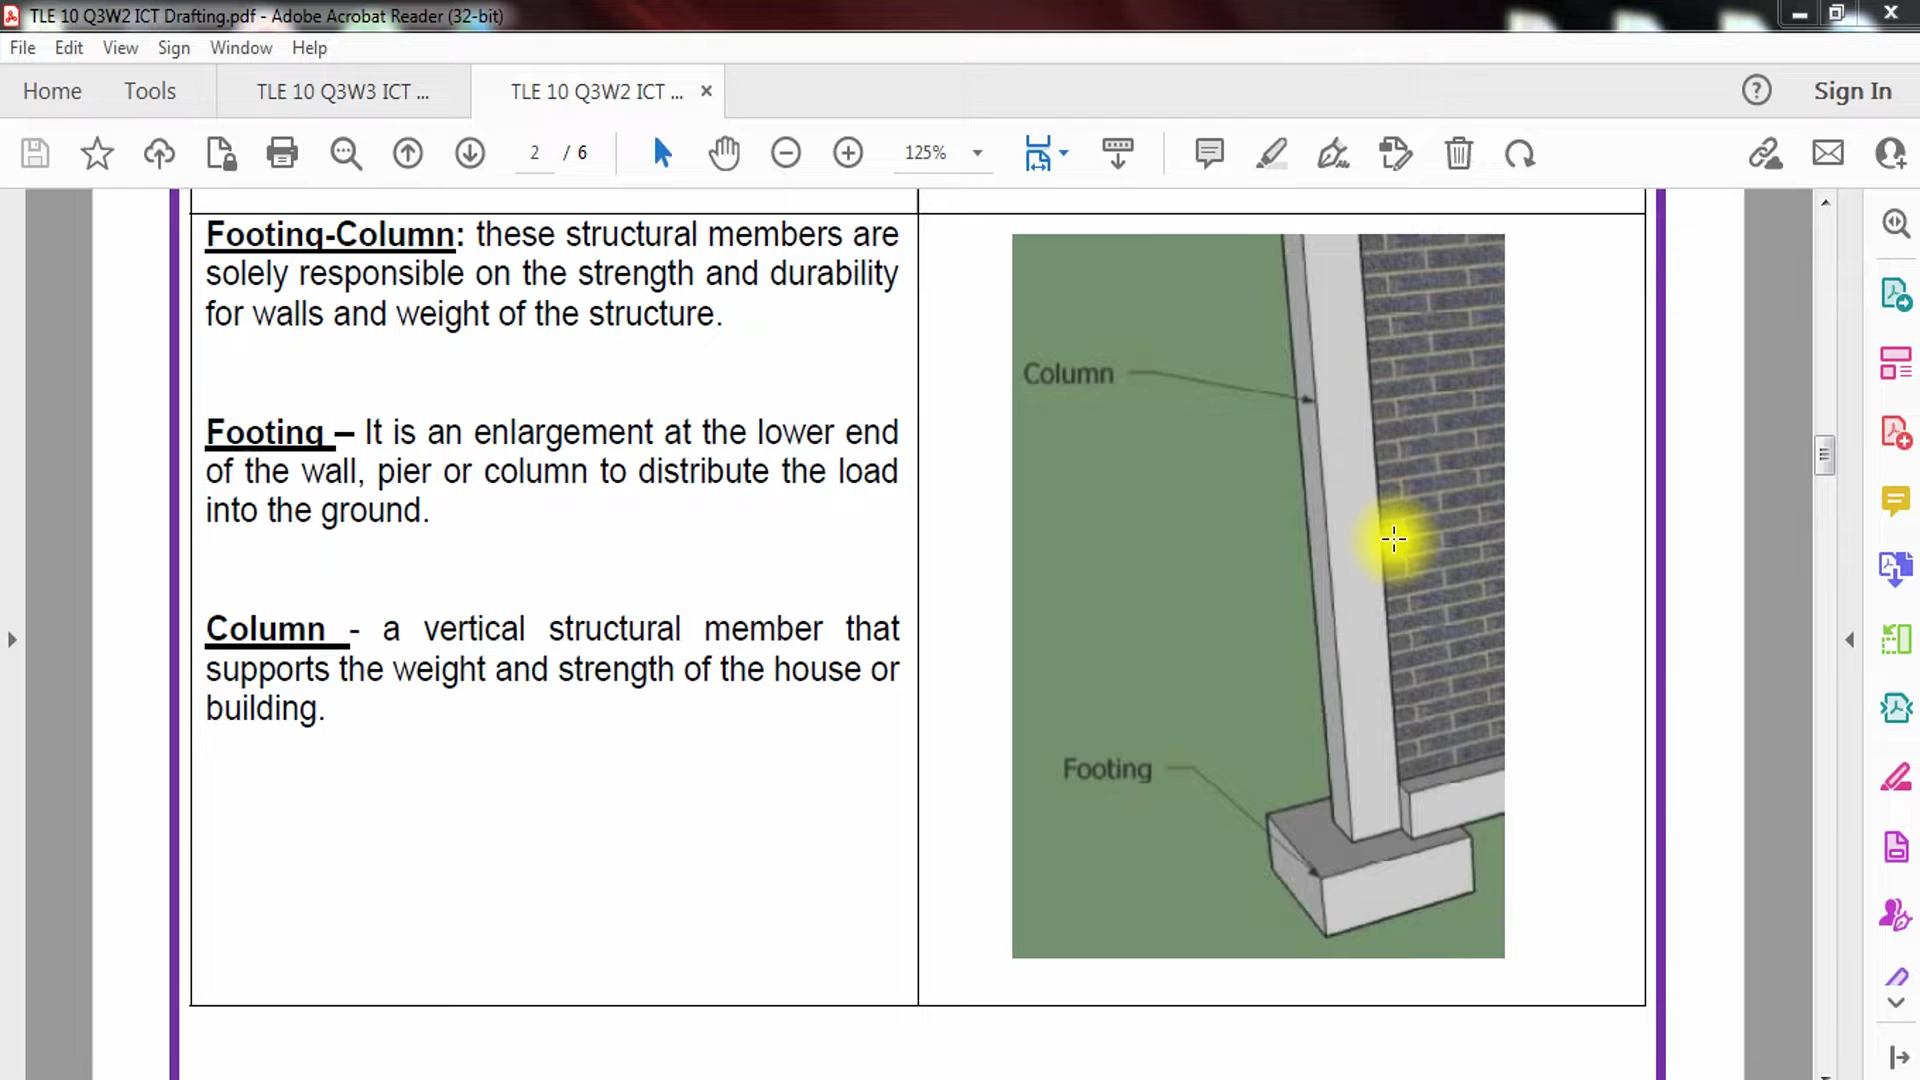 TLE 10 Q3W2 ICT Drafting.pdf - Adobe Acrobat Reader (32-bit)
File Edit View Sign Window Help
Home Tools TLE 10 Q3W3 ICT ... TLE 10 Q3W2 ICT ... Sign In
2 / 6 125%
Footing-Column: these structural members are
solely responsible on the strength and durability
for walls and weight of the structure.
Footing – It is an enlargement at the lower end
of the wall, pier or column to distribute the load
into the ground.
Column - a vertical structural member that
supports the weight and strength of the house or
building.
Column
Footing